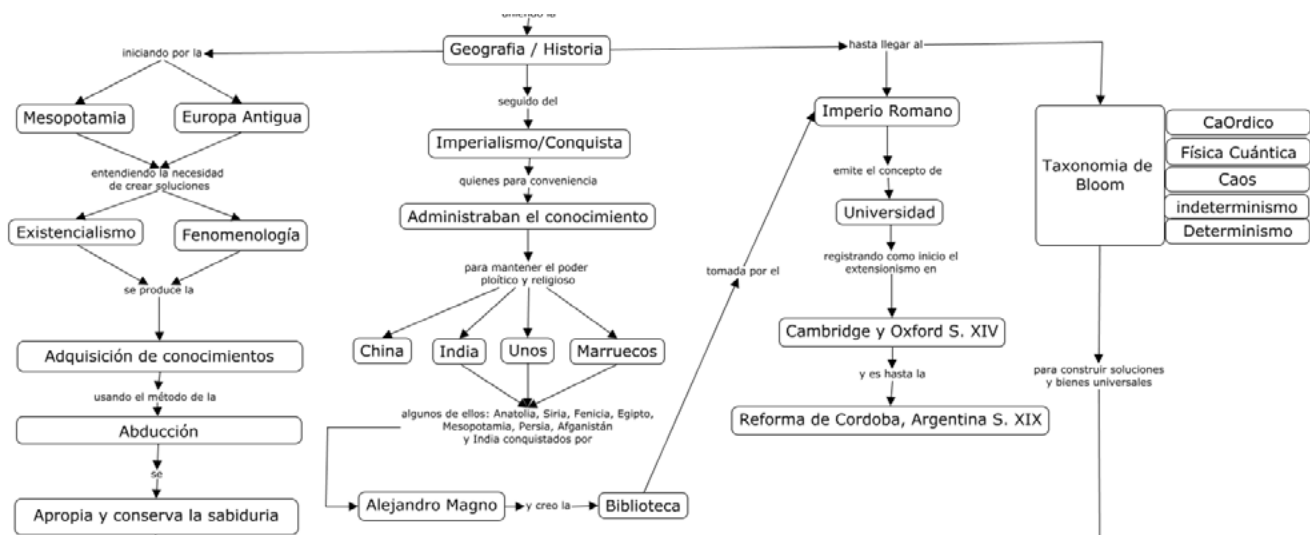 uniendo la
Geografia / Historia
iniciando por la
Mesopotamia
Europa Antigua
entendiendo la necesidad
de crear soluciones
Existencialismo
Fenomenología
se produce la
Adquisición de conocimientos
usando el método de la
Abducción
se
Apropia y conserva la sabiduria
seguido del
Imperialismo/Conquista
quienes para conveniencia
Administraban el conocimiento
para mantener el poder
ploítico y religioso
China
India
Unos
Marruecos
algunos de ellos: Anatolia, Siria, Fenicia, Egipto,
Mesopotamia, Persia, Afganistán
y India conquistados por
Alejandro Magno
y creo la
Biblioteca
tomada por el
hasta llegar al
Imperio Romano
emite el concepto de
Universidad
registrando como inicio el
extensionismo en
Cambridge y Oxford S. XIV
y es hasta la
Reforma de Cordoba, Argentina S. XIX
Taxonomia de
Bloom
CaOrdico
Física Cuántica
Caos
indeterminismo
Determinismo
para construir soluciones
y bienes universales